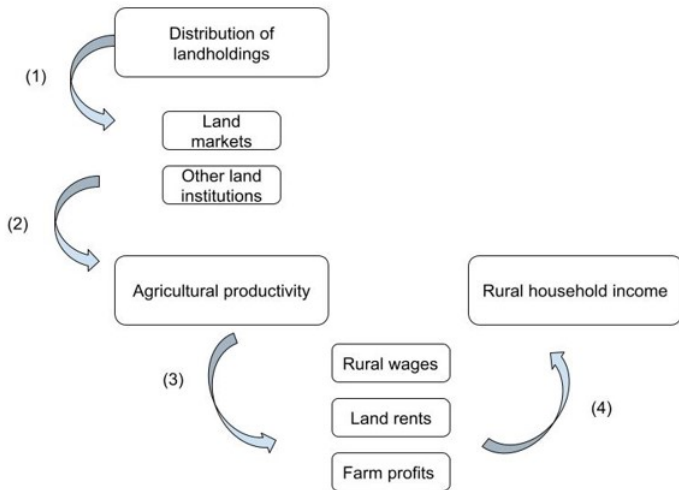 Distribution of
landholdings
(1)
Land
markets
Other land
institutions
(2)
Agricultural productivity
Rural household income
(3)
Rural wages
Land rents
(4)
Farm profits